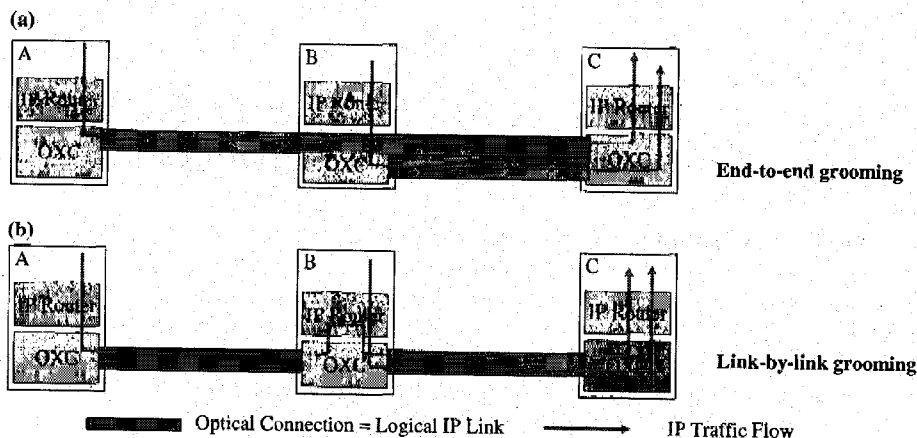 (a)
A
B
C
IP Router
IP Router
IP Router
OXC
OXC
OXC
End-to-end grooming
(b)
A
B
C
IP Router
IP Router
IP Router
OXC
OXC
Link-by-link grooming
Optical Connection = Logical IP Link
IP Traffic Flow